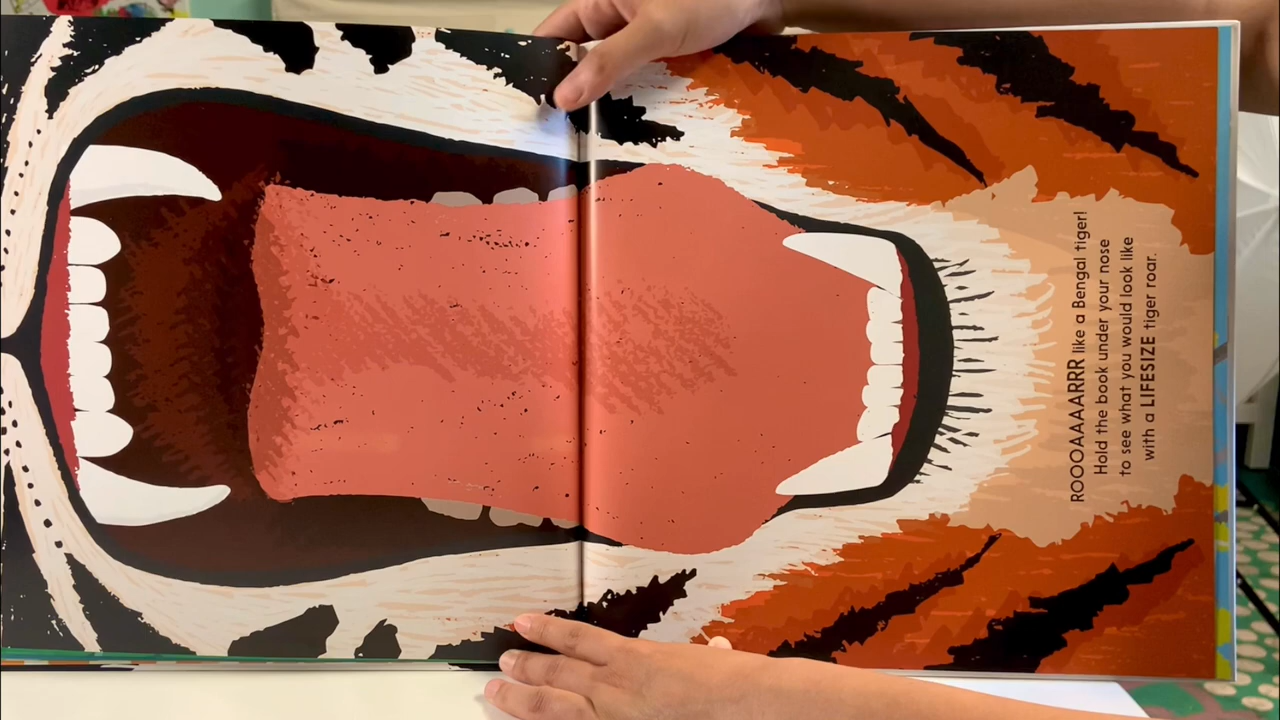 ROOOAAAARRR like a Bengal tiger!
Hold the book under your nose
to see what you would look like
with a LIFESIZE tiger roar.